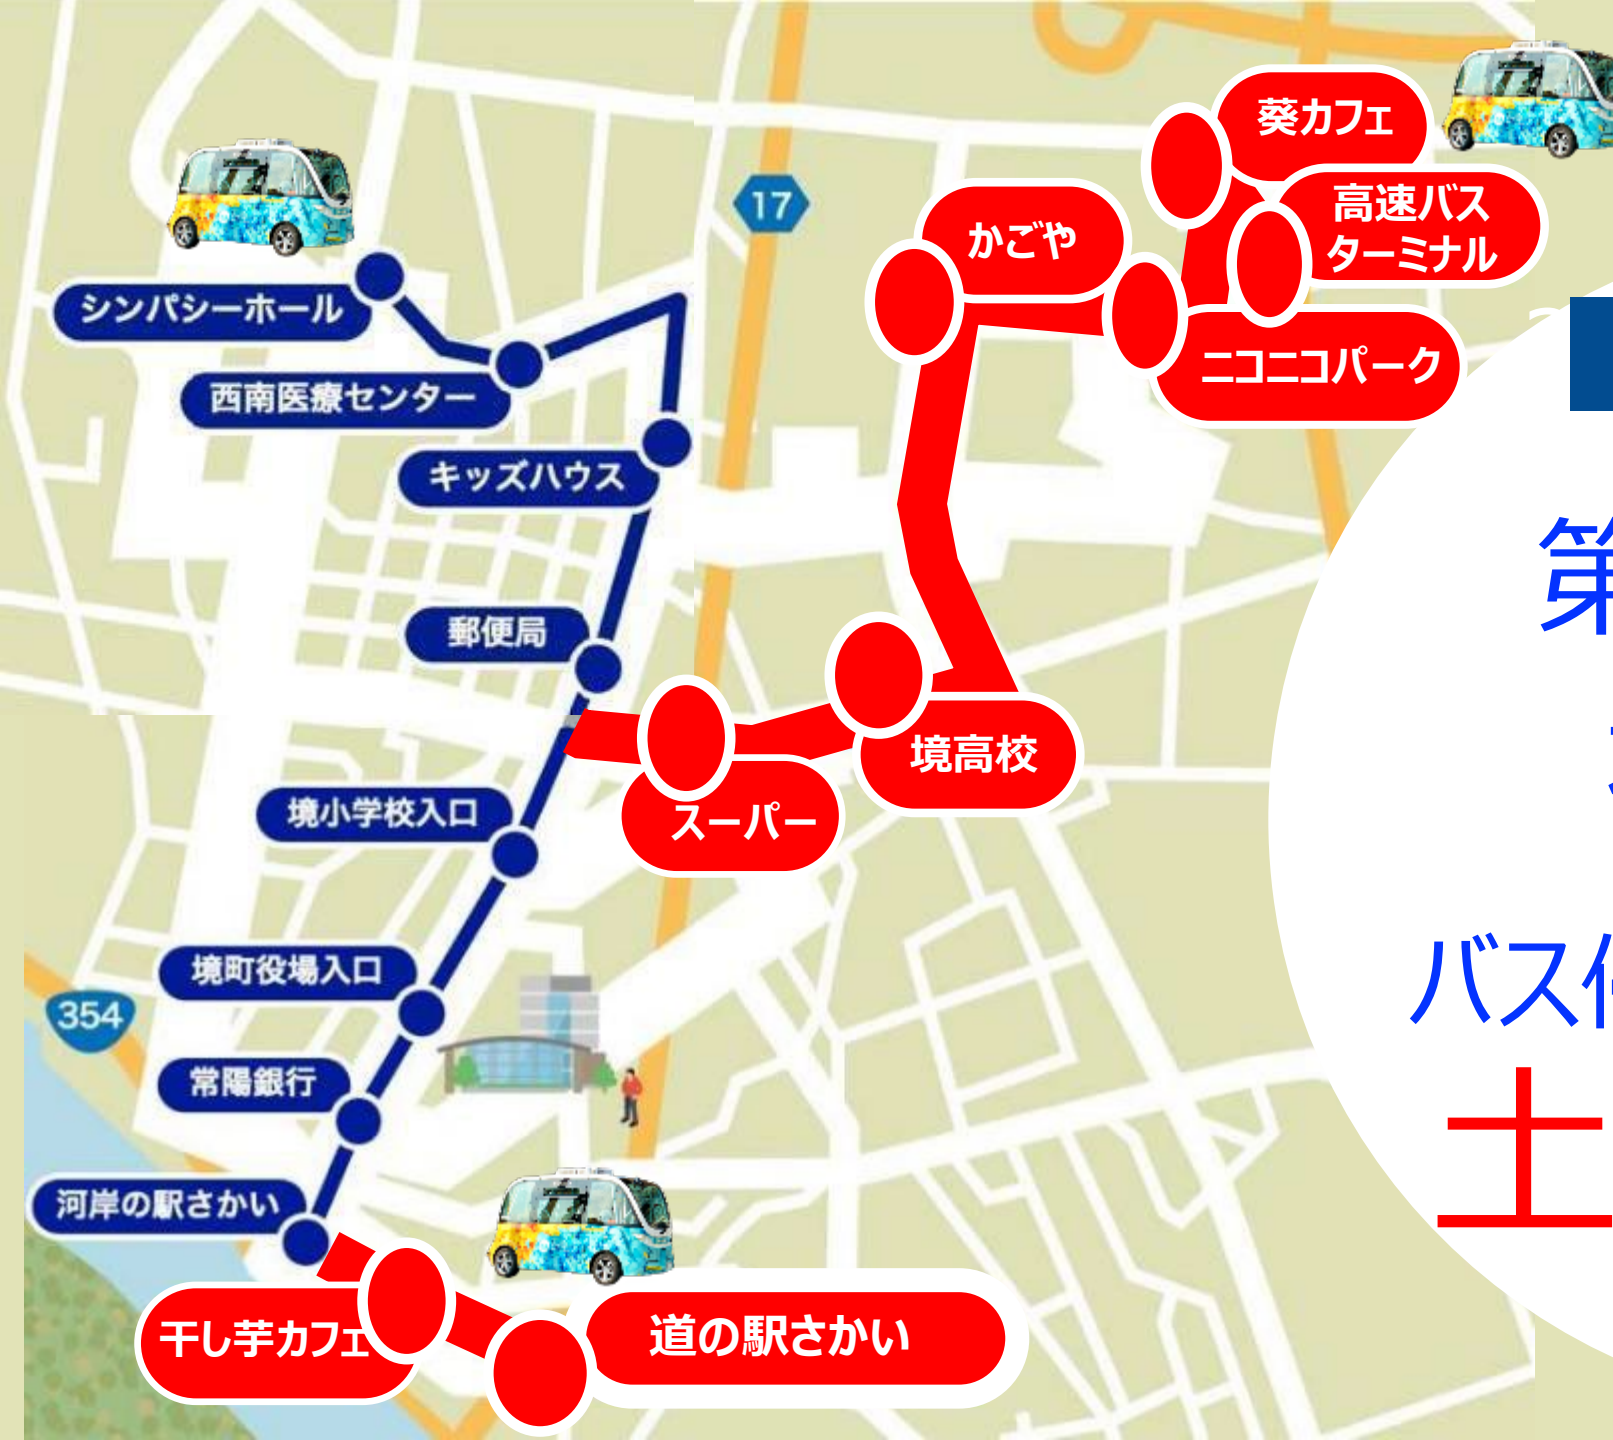 葵カフェ
高速バス
ターミナル
17
かごや
シンパシーホール
ニコニコパーク
西南医療センター
キッズハウス
第
郵便局
境高校
スーパー
境小学校入口
バス停
境町役場入口
354
常陽銀行
土
河岸の駅さかい
干し芋カフェ
道の駅さかい